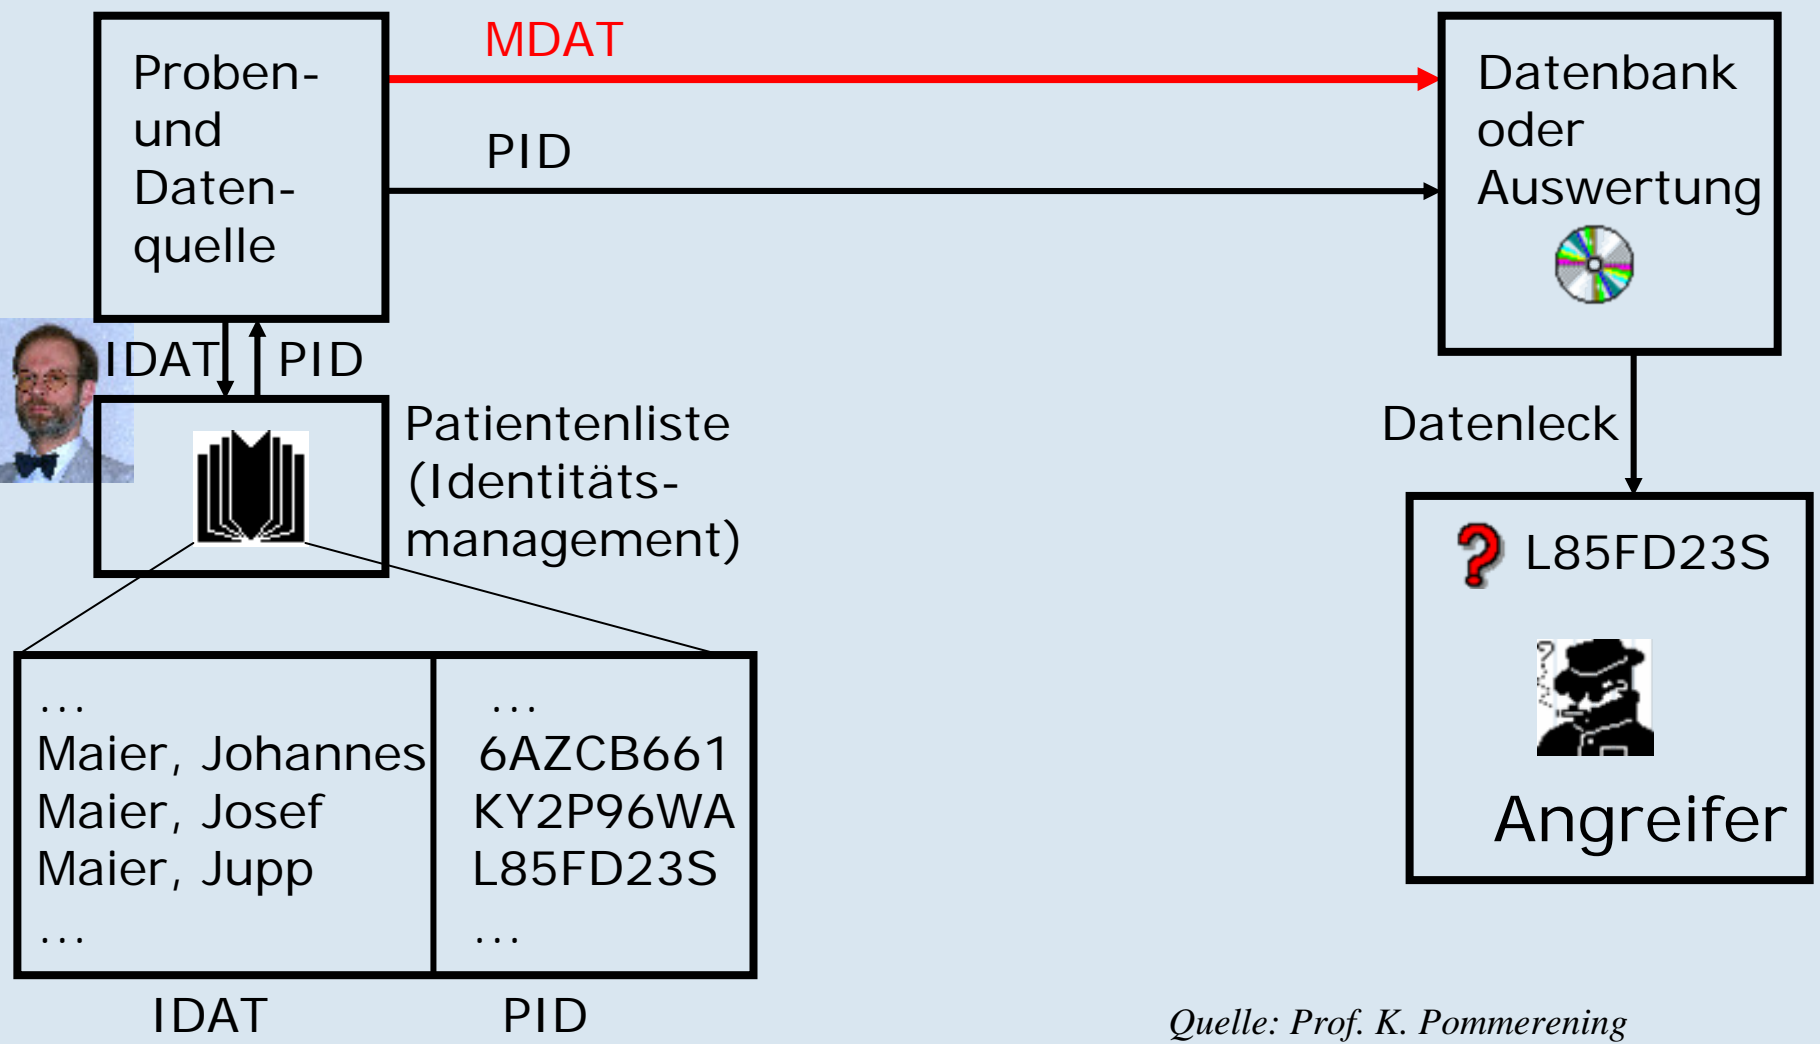 MDAT
Proben-
und
Daten-
quelle
PID
Datenbank
oder
Auswertung
IDAT
PID
Patientenliste
(Identitäts-
management)
Datenleck
? L85FD23S
?
Angreifer
... ...
Maier, Johannes 6AZCB661
Maier, Josef KY2P96WA
Maier, Jupp L85FD23S
... ...
IDAT PID
Quelle: Prof. K. Pommerening